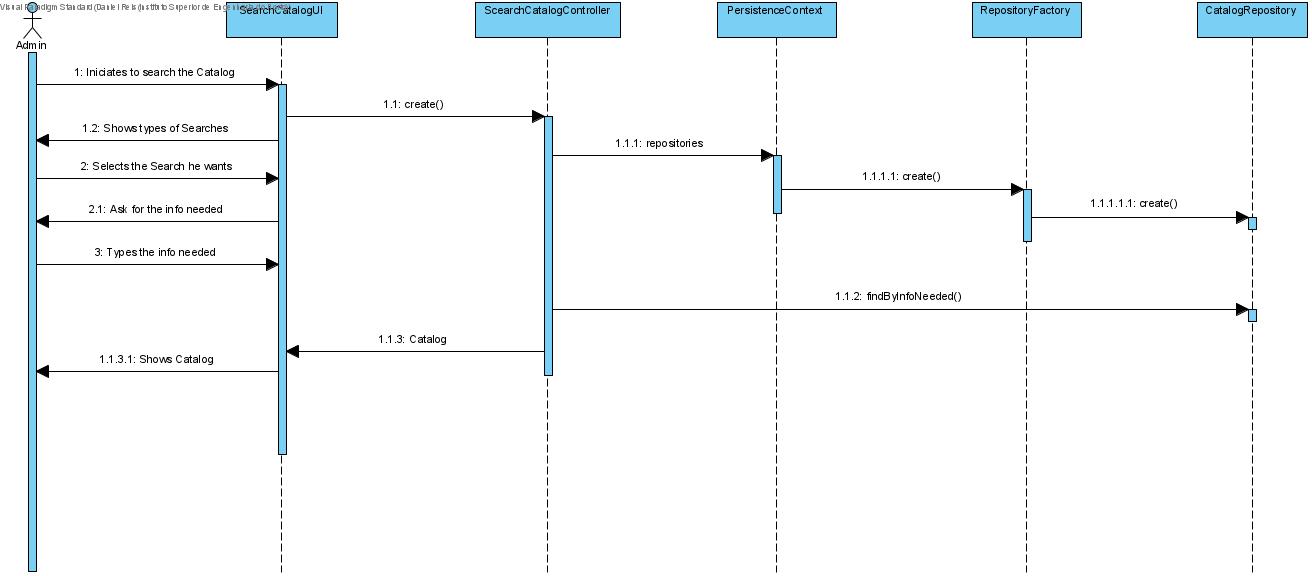 Visual Paradigm Standard (Daniel Reis (Instituto Superior de Engenharia do Porto))
SearchCatalogUI
ScearchCatalogController
PersistenceContext
RepositoryFactory
CatalogRepository
Admin
1: Iniciates to search the Catalog
1.1: create()
1.2: Shows types of Searches
1.1.1: repositories
2: Selects the Search he wants
1.1.1.1: create()
1.1.1.1.1: create()
2.1: Ask for the info needed
3: Types the info needed
1.1.2: findByInfoNeeded()
1.1.3: Catalog
1.1.3.1: Shows Catalog